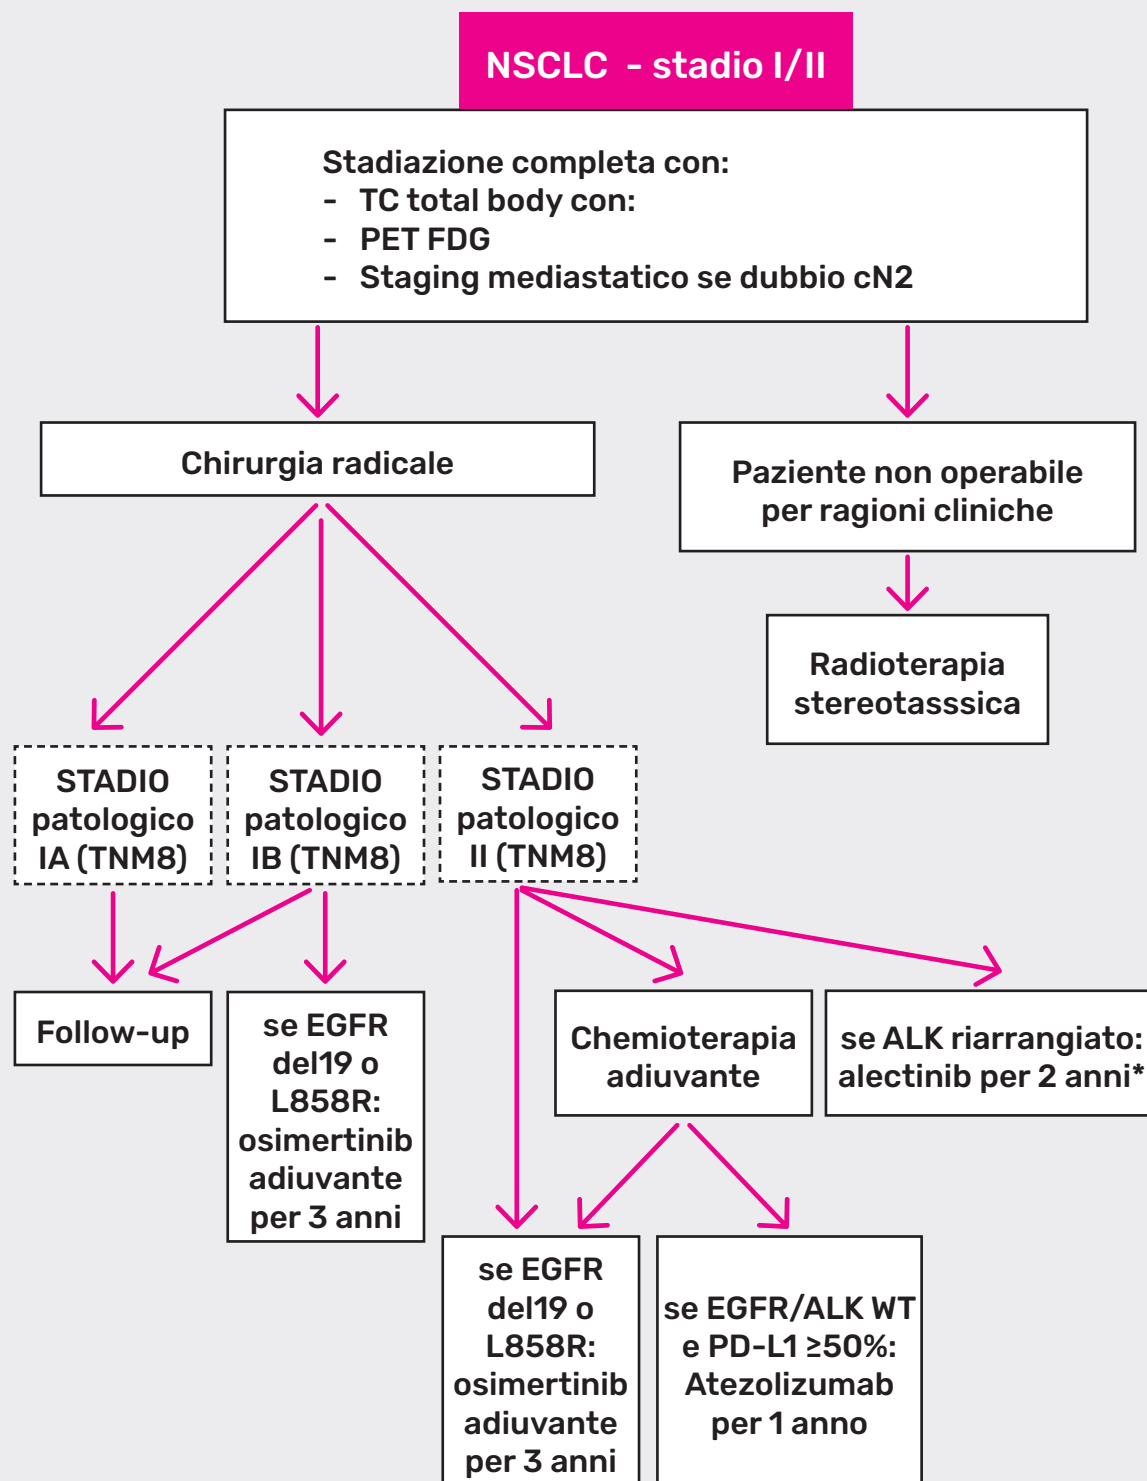 NSCLC - stadio I/II
Stadiazione completa con:
- TC total body con:
- PET FDG
- Staging mediastatico se dubbio cN2
Chirurgia radicale
Paziente non operabile
per ragioni cliniche
Radioterapia
stereotasssica
STADIO
patologico
IA (TNM8)
STADIO
patologico
IB (TNM8)
STADIO
patologico
II (TNM8)
Follow-up
se EGFR
del19 o
L858R:
osimertinib
adiuvante
per 3 anni
Chemioterapia
adiuvante
se ALK riarrangiato:
alectinib per 2 anni*
se EGFR
del19 o
L858R:
osimertinib
adiuvante
per 3 anni
se EGFR/ALK WT
e PD-L1 ≥50%:
Atezolizumab
per 1 anno